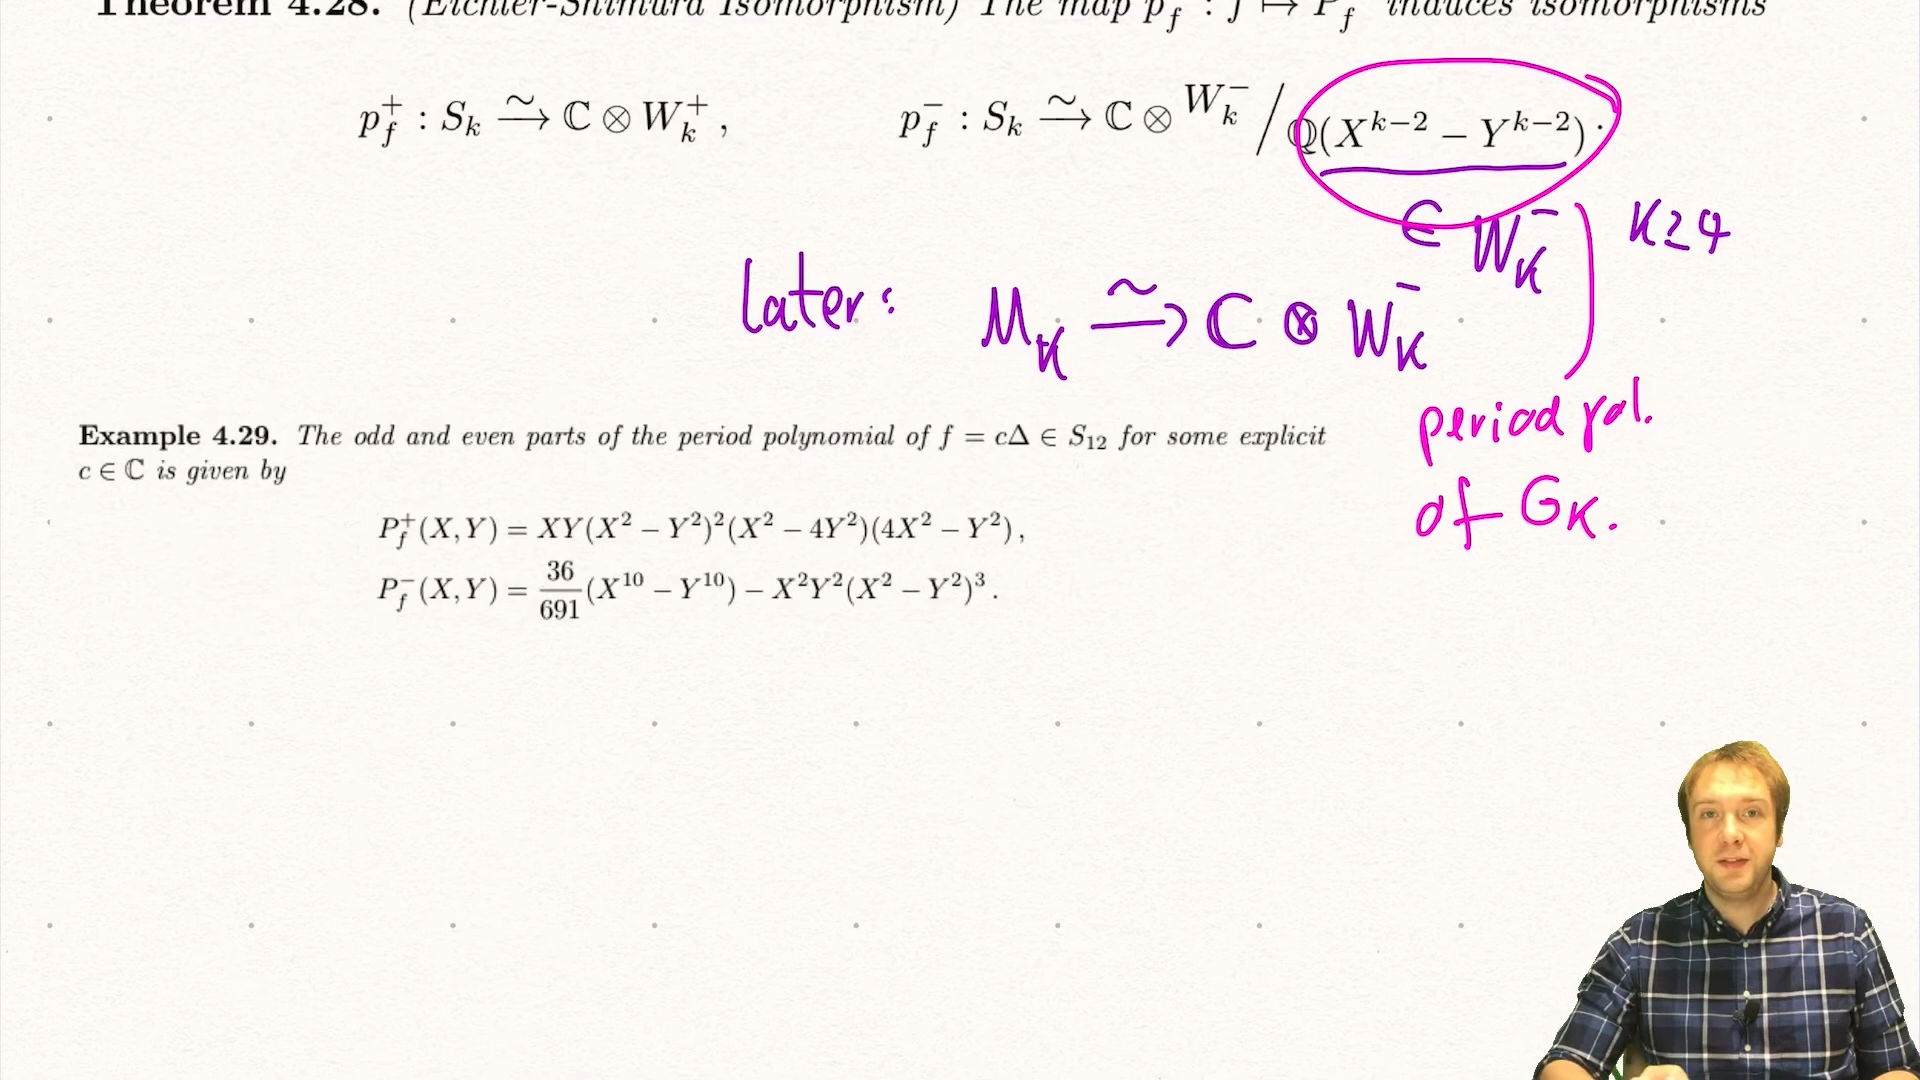 Theorem 4.28. (Eichler-Shimura Isomorphism) The map p_f^± : f ↦ P_f^± induces isomorphisms
p_f^+ : S_k ⥲ ℂ ⊗ W_k^+ , p_f^- : S_k ⥲ ℂ ⊗ W_k^- / ℚ(X^{k-2} − Y^{k-2}) .
∈ W_K^- K ≥ 4
Later: M_K ⥲ ℂ ⊗ W_K^-
period pol.
of G_K.
Example 4.29. The odd and even parts of the period polynomial of f = cΔ ∈ S_{12} for some explicit
c ∈ ℂ is given by
P_f^+(X, Y) = XY(X^2 − Y^2)^2(X^2 − 4Y^2)(4X^2 − Y^2) ,
P_f^-(X, Y) = 36/691 (X^{10} − Y^{10}) − X^2Y^2(X^2 − Y^2)^3 .